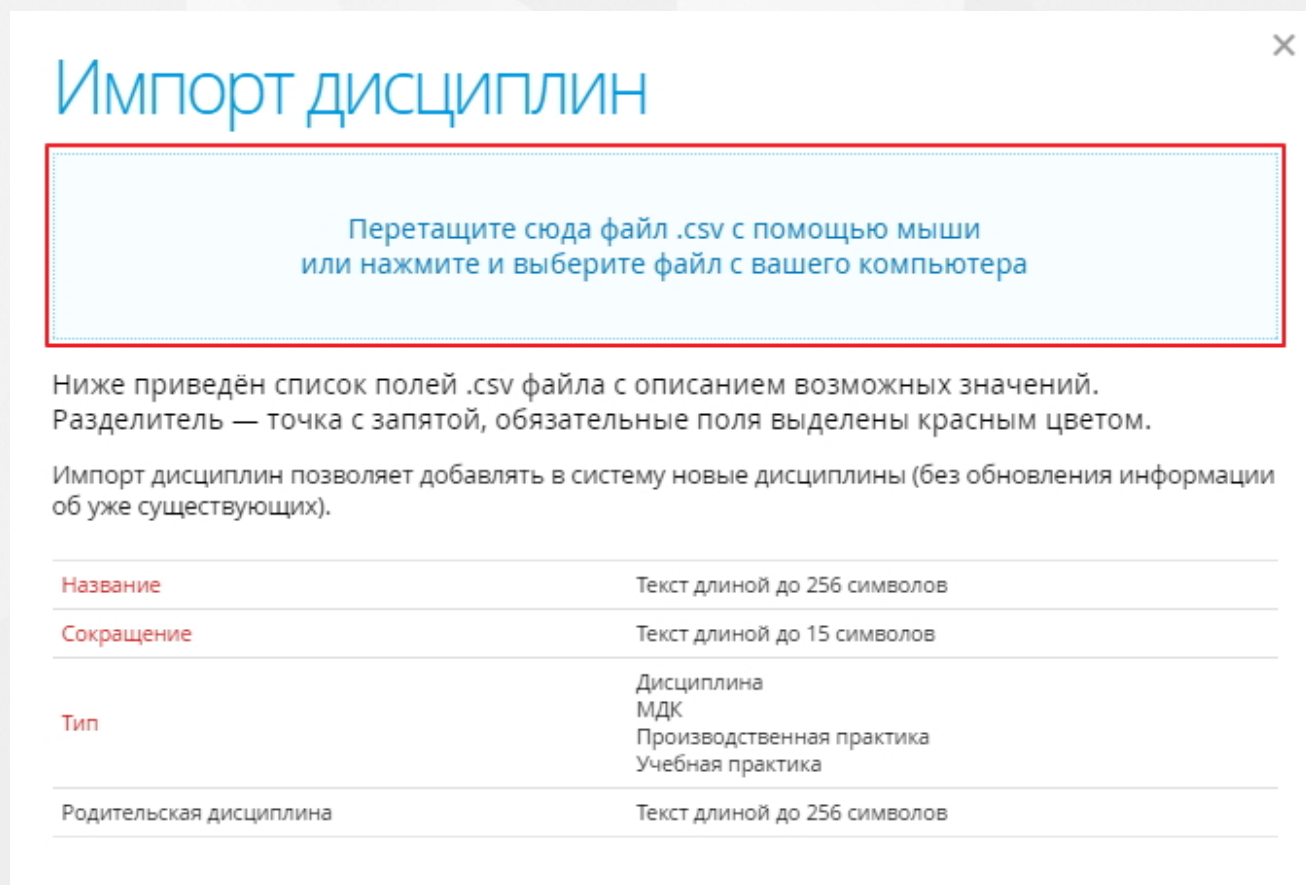 Импорт дисциплин
Перетащите сюда файл .csv с помощью мыши
или нажмите и выберите файл с вашего компьютера
Ниже приведён список полей .csv файла с описанием возможных значений.
Разделитель — точка с запятой, обязательные поля выделены красным цветом.
Импорт дисциплин позволяет добавлять в систему новые дисциплины (без обновления информации
об уже существующих).
Название Текст длиной до 256 символов
Сокращение Текст длиной до 15 символов
Тип
Дисциплина
МДК
Производственная практика
Учебная практика
Родительская дисциплина Текст длиной до 256 символов